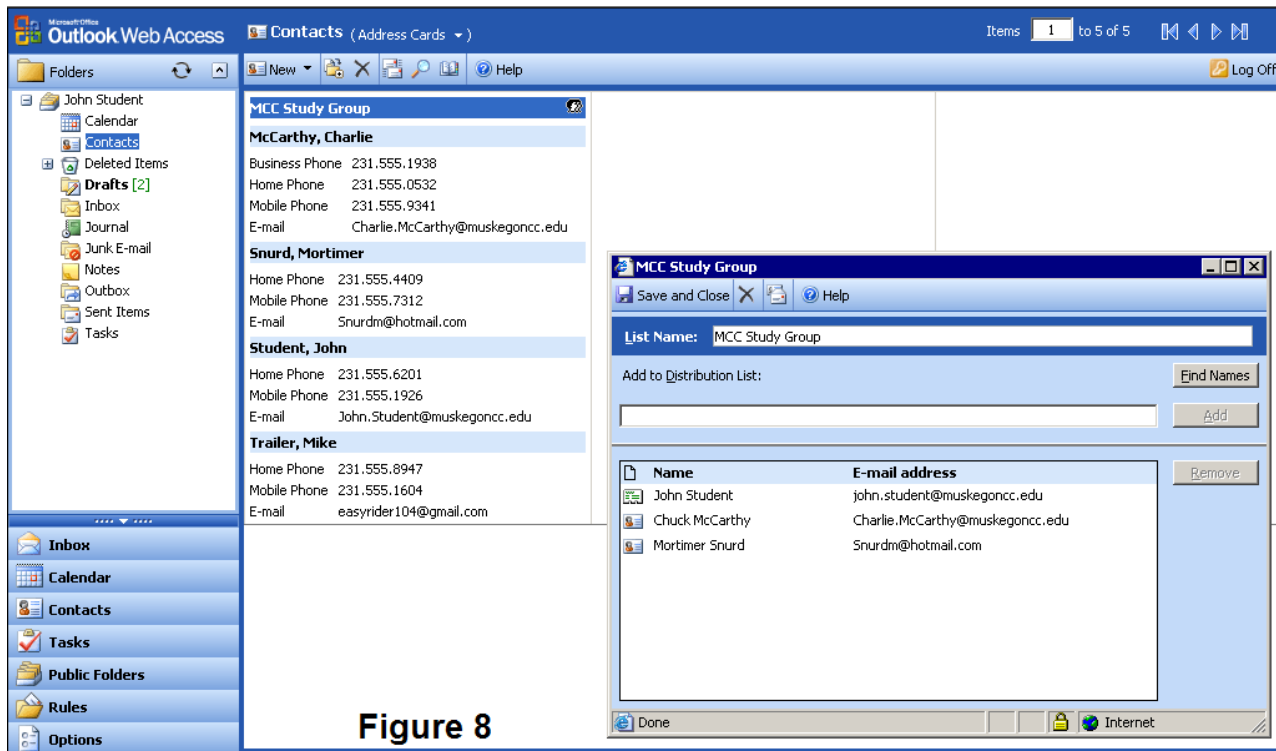 Microsoft Office
Outlook Web Access
Contacts (Address Cards ▾)
Items 1 to 5 of 5
Folders
New
Help
Log Off
John Student
Calendar
Contacts
Deleted Items
Drafts [2]
Inbox
Journal
Junk E-mail
Notes
Outbox
Sent Items
Tasks
Inbox
Calendar
Contacts
Tasks
Public Folders
Rules
Options
MCC Study Group
McCarthy, Charlie
Business Phone 231.555.1938
Home Phone 231.555.0532
Mobile Phone 231.555.9341
E-mail Charlie.McCarthy@muskegoncc.edu
Snurd, Mortimer
Home Phone 231.555.4409
Mobile Phone 231.555.7312
E-mail Snurdm@hotmail.com
Student, John
Home Phone 231.555.6201
Mobile Phone 231.555.1926
E-mail John.Student@muskegoncc.edu
Trailer, Mike
Home Phone 231.555.8947
Mobile Phone 231.555.1604
E-mail easyrider104@gmail.com
MCC Study Group
Save and Close Help
List Name: MCC Study Group
Add to Distribution List:
Find Names
Add
Name E-mail address
Remove
John Student john.student@muskegoncc.edu
Chuck McCarthy Charlie.McCarthy@muskegoncc.edu
Mortimer Snurd Snurdm@hotmail.com
Done Internet
Figure 8